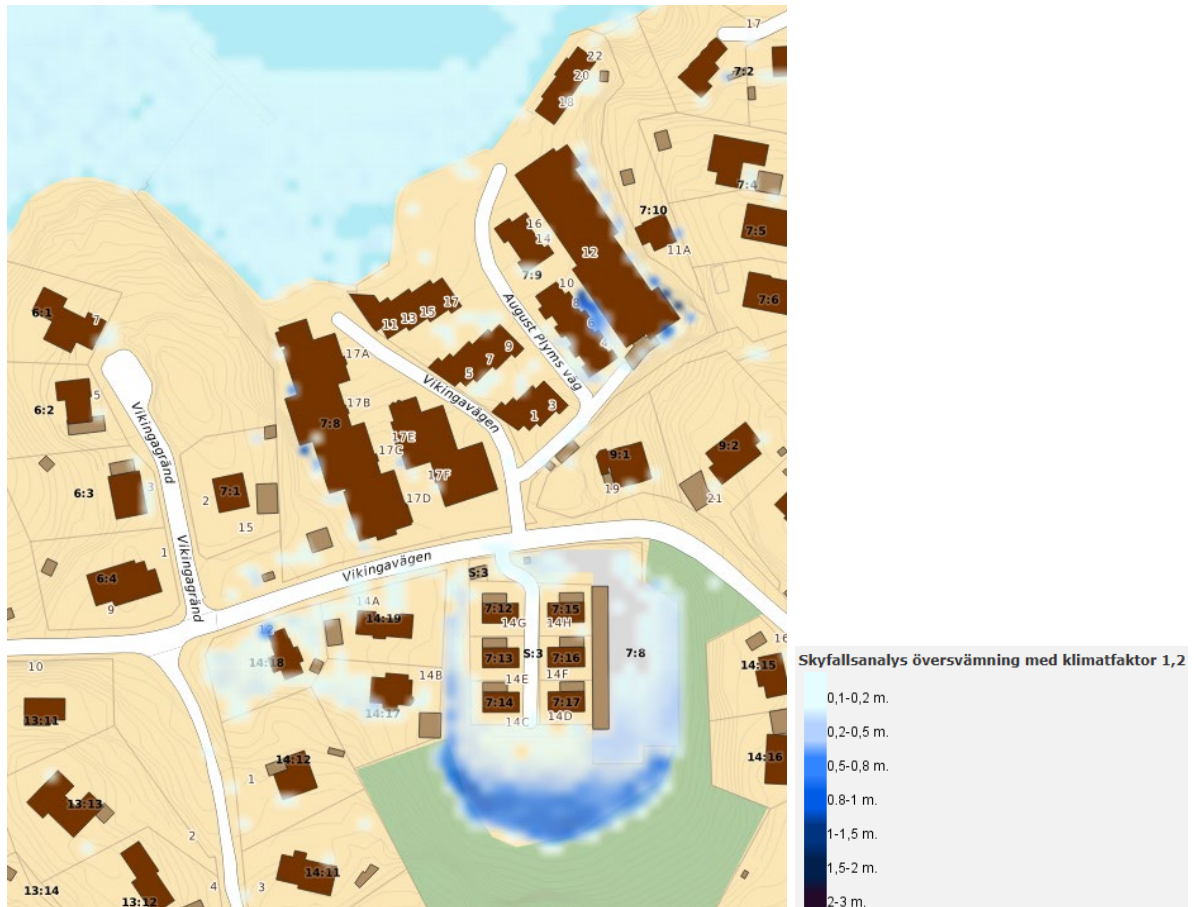 17
22
7:2
20
18
7:4
7:10
16
7:5
14
11A
12
7:9
10
7:6
8
17
6:1
7
15
6
13
11
4
9
17A
7
August Plyms väg
5
Vikingavägen
6:2
5
17B
3
1
7:8
Vikingagränd
17E
9:2
17C
9:1
17F
6:3
3
7:1
19
2
17D
21
15
1
Vikingavägen
Vikingagränd
S:3
6:4
14A
7:12
7:15
9
14:19
14G
14H
12
16
10
14:18
7:13
S:3
7:16
7:8
14:15
14B
14E
14F
7:14
7:17
13:11
14:17
14C
14D
14:12
14:16
1
13:13
2
14:11
13:14
4
3
13:12
Skyfallsanalys översvämning med klimatfaktor 1,2
0,1-0,2 m.
0,2-0,5 m.
0,5-0,8 m.
0.8-1 m.
1-1,5 m.
1,5-2 m.
2-3 m.